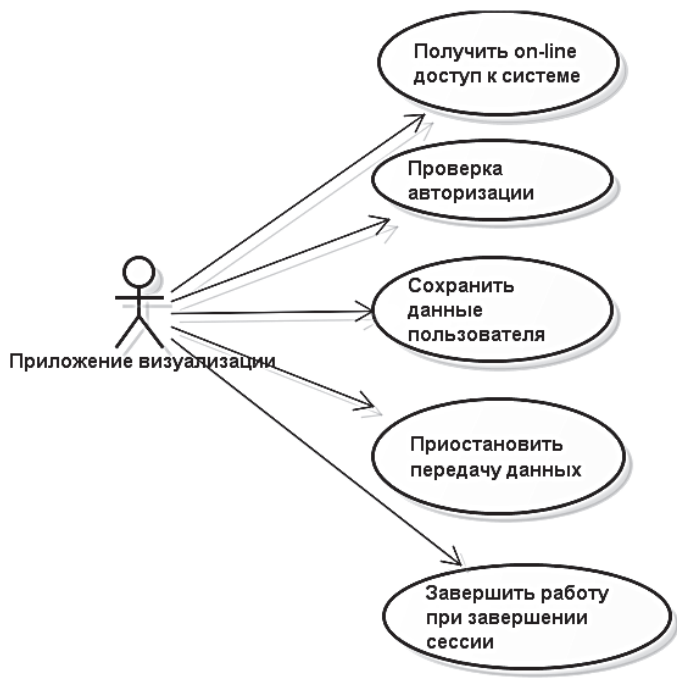 Получить on-line
доступ к системе
Проверка
авторизации
Сохранить
данные
пользователя
Приложение визуализации
Приостановить
передачу данных
Завершить работу
при завершении
сессии